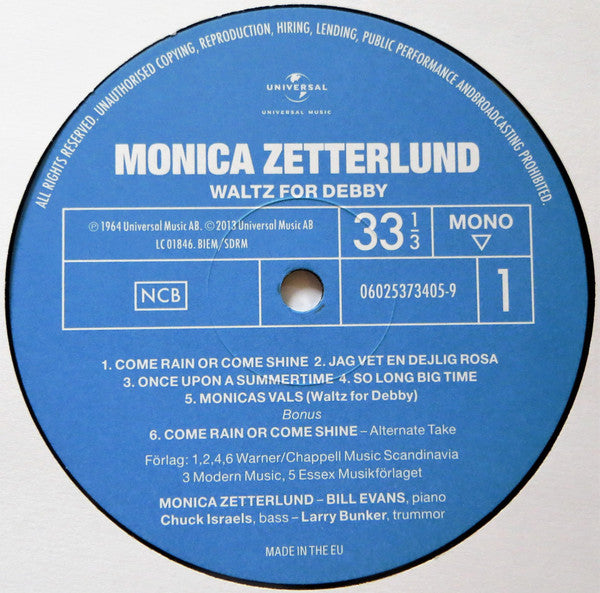 ALL RIGHTS RESERVED. UNAUTHORISED COPYING, REPRODUCTION, HIRING, LENDING, PUBLIC PERFORMANCE ANDBROADCASTING PROHIBITED.
UNIVERSAL
UNIVERSAL MUSIC
MONICA ZETTERLUND
WALTZ FOR DEBBY
℗ 1964 Universal Music AB. © 2013 Universal Music AB
LC 01846. BIEM/SDRM
33 1/3
MONO
NCB
06025373405-9
1
1. COME RAIN OR COME SHINE 2. JAG VET EN DEJLIG ROSA
3. ONCE UPON A SUMMERTIME 4. SO LONG BIG TIME
5. MONICAS VALS (Waltz for Debby)
Bonus
6. COME RAIN OR COME SHINE – Alternate Take
Förlag: 1,2,4,6 Warner/Chappell Music Scandinavia
3 Modern Music, 5 Essex Musikförlaget
MONICA ZETTERLUND – BILL EVANS, piano
Chuck Israels, bass – Larry Bunker, trummor
MADE IN THE EU